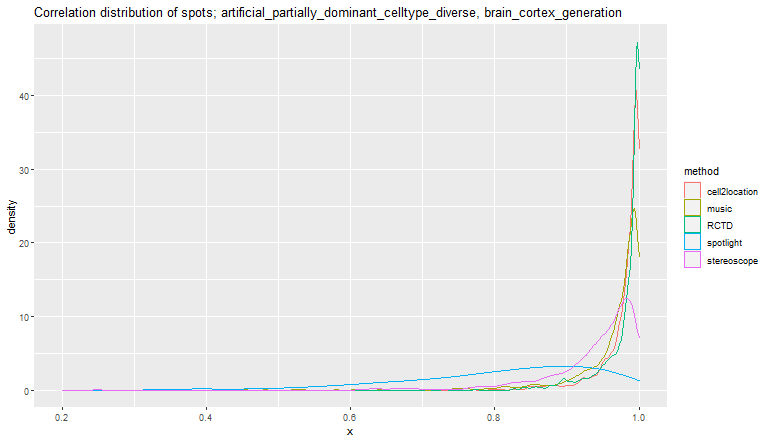 Correlation distribution of spots; artificial_partially_dominant_celltype_diverse, brain_cortex_generation
density
40
30
20
10
0
0.2 0.4 0.6 0.8 1.0
x
method
cell2location
music
RCTD
spotlight
stereoscope